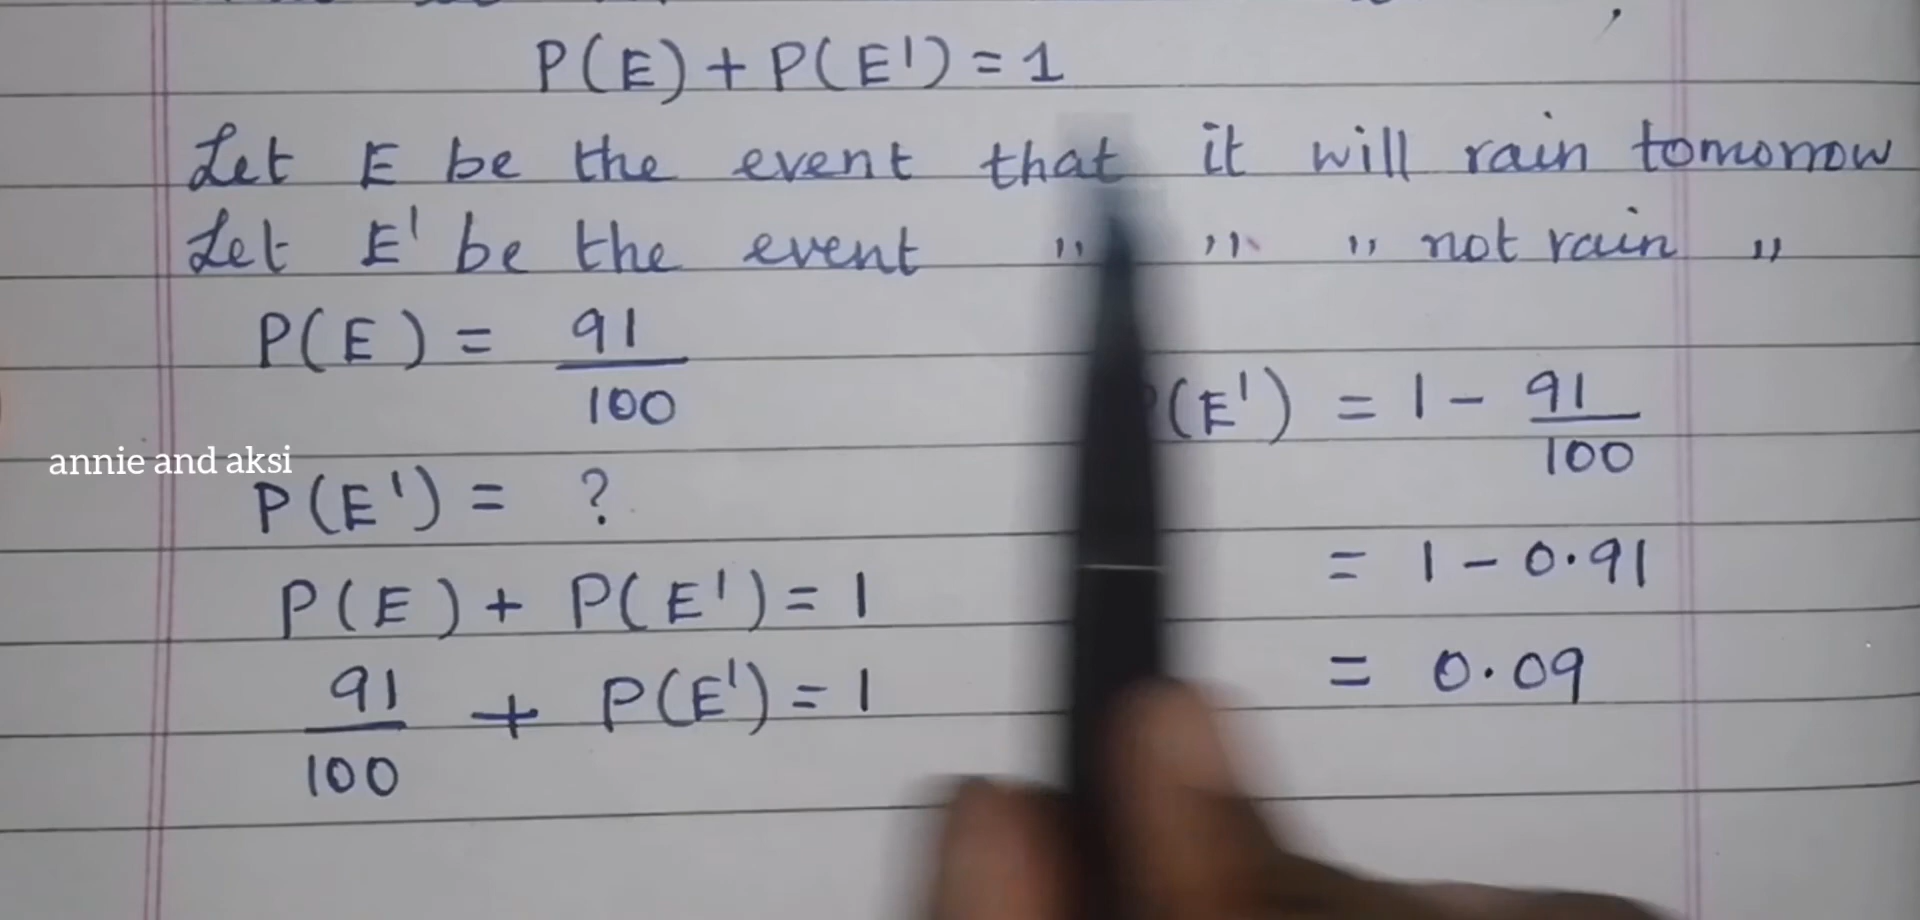 P(E) + P(E') = 1
Let E be the event that it will rain tomorrow
Let E' be the event " " " not rain "
P(E) = 91/100
annie and aksi
P(E') = ?
P(E) + P(E') = 1
91/100 + P(E') = 1
(E') = 1 - 91/100
= 1 - 0.91
= 0.09